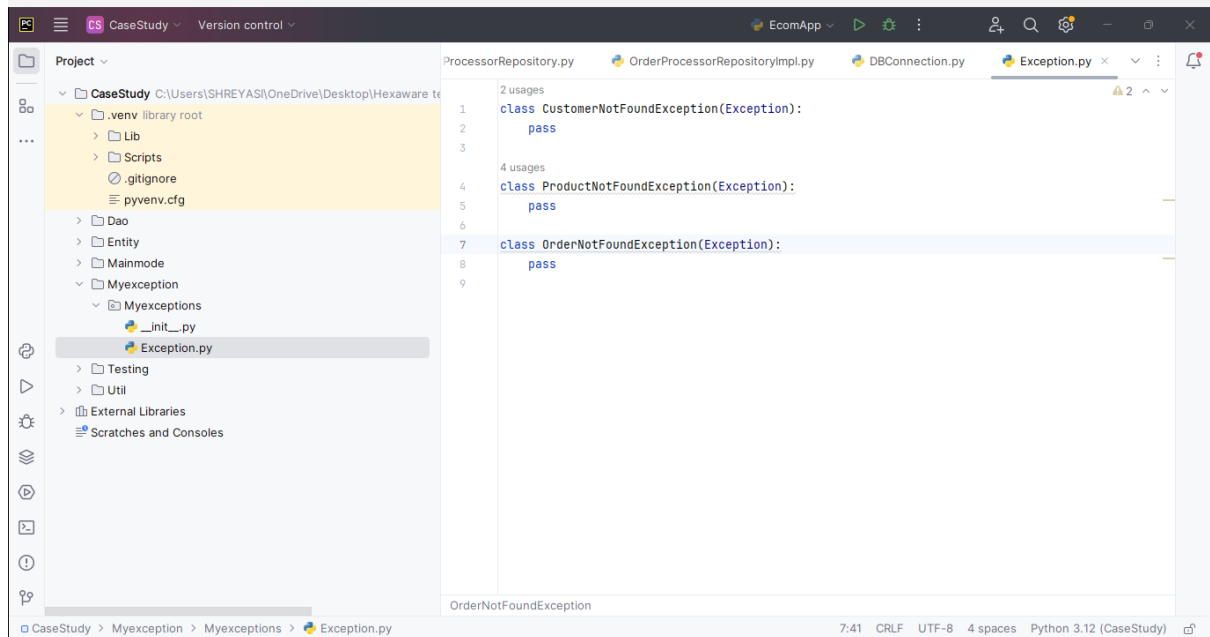 PC CS CaseStudy Version control EcomApp
Project
CaseStudy C:\Users\SHREYASI\OneDrive\Desktop\Hexaware te
.venv library root
Lib
Scripts
.gitignore
pyvenv.cfg
Dao
Entity
Mainmode
Myexception
Myexceptions
__init__.py
Exception.py
Testing
Util
External Libraries
Scratches and Consoles
ProcessorRepository.py OrderProcessorRepositoryImpl.py DBConnection.py Exception.py
2 usages 2
1 class CustomerNotFoundException(Exception):
2 pass
3
4 usages
4 class ProductNotFoundException(Exception):
5 pass
6
7 class OrderNotFoundException(Exception):
8 pass
9
OrderNotFoundException
CaseStudy > Myexception > Myexceptions > Exception.py 7:41 CRLF UTF-8 4 spaces Python 3.12 (CaseStudy)